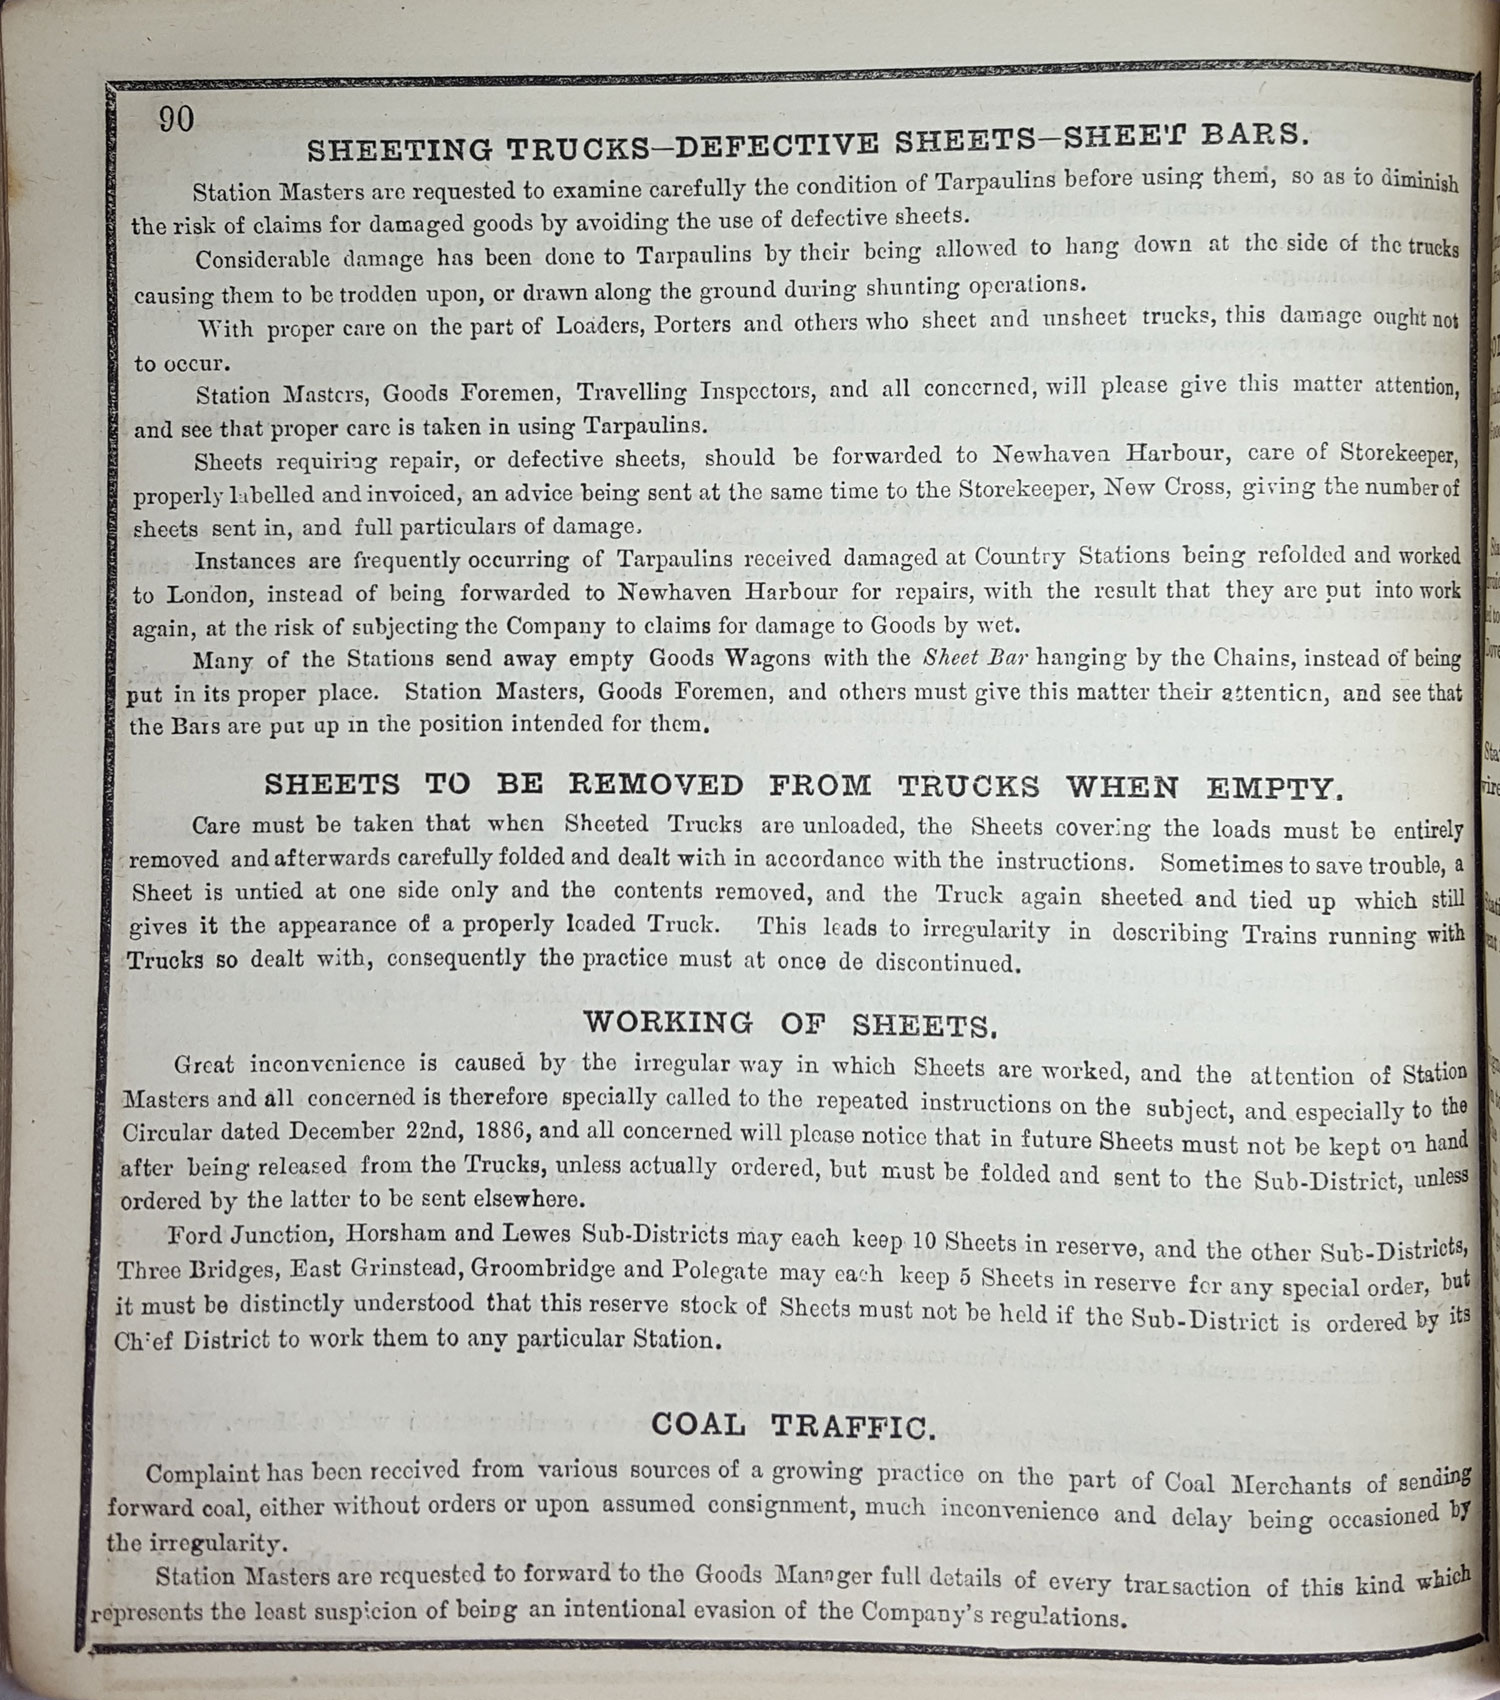 90
SHEETING TRUCKS—DEFECTIVE SHEETS—SHEET BARS.
Station Masters are requested to examine carefully the condition of Tarpaulins before using them, so as to diminish
the risk of claims for damaged goods by avoiding the use of defective sheets.
Considerable damage has been done to Tarpaulins by their being allowed to hang down at the side of the trucks
causing them to be trodden upon, or drawn along the ground during shunting operations.
With proper care on the part of Loaders, Porters and others who sheet and unsheet trucks, this damage ought not
to occur.
Station Masters, Goods Foremen, Travelling Inspectors, and all concerned, will please give this matter attention,
and see that proper care is taken in using Tarpaulins.
Sheets requiring repair, or defective sheets, should be forwarded to Newhaven Harbour, care of Storekeeper,
properly labelled and invoiced, an advice being sent at the same time to the Storekeeper, New Cross, giving the number of
sheets sent in, and full particulars of damage.
Instances are frequently occurring of Tarpaulins received damaged at Country Stations being refolded and worked
to London, instead of being forwarded to Newhaven Harbour for repairs, with the result that they are put into work
again, at the risk of subjecting the Company to claims for damage to Goods by wet.
Many of the Stations send away empty Goods Wagons with the Sheet Bar hanging by the Chains, instead of being
put in its proper place. Station Masters, Goods Foremen, and others must give this matter their attention, and see that
the Bars are put up in the position intended for them.
SHEETS TO BE REMOVED FROM TRUCKS WHEN EMPTY.
Care must be taken that when Sheeted Trucks are unloaded, the Sheets covering the loads must be entirely
removed and afterwards carefully folded and dealt with in accordance with the instructions. Sometimes to save trouble, a
Sheet is untied at one side only and the contents removed, and the Truck again sheeted and tied up which still
gives it the appearance of a properly loaded Truck. This leads to irregularity in describing Trains running with
Trucks so dealt with, consequently the practice must at once de discontinued.
WORKING OF SHEETS.
Great inconvenience is caused by the irregular way in which Sheets are worked, and the attention of Station
Masters and all concerned is therefore specially called to the repeated instructions on the subject, and especially to the
Circular dated December 22nd, 1886, and all concerned will please notice that in future Sheets must not be kept on hand
after being released from the Trucks, unless actually ordered, but must be folded and sent to the Sub-District, unless
ordered by the latter to be sent elsewhere.
Ford Junction, Horsham and Lewes Sub-Districts may each keep 10 Sheets in reserve, and the other Sub-Districts,
Three Bridges, East Grinstead, Groombridge and Polegate may each keep 5 Sheets in reserve for any special order, but
it must be distinctly understood that this reserve stock of Sheets must not be held if the Sub-District is ordered by its
Chief District to work them to any particular Station.
COAL TRAFFIC.
Complaint has been received from various sources of a growing practice on the part of Coal Merchants of sending
forward coal, either without orders or upon assumed consignment, much inconvenience and delay being occasioned by
the irregularity.
Station Masters are requested to forward to the Goods Manager full details of every transaction of this kind which
represents the least suspicion of being an intentional evasion of the Company's regulations.